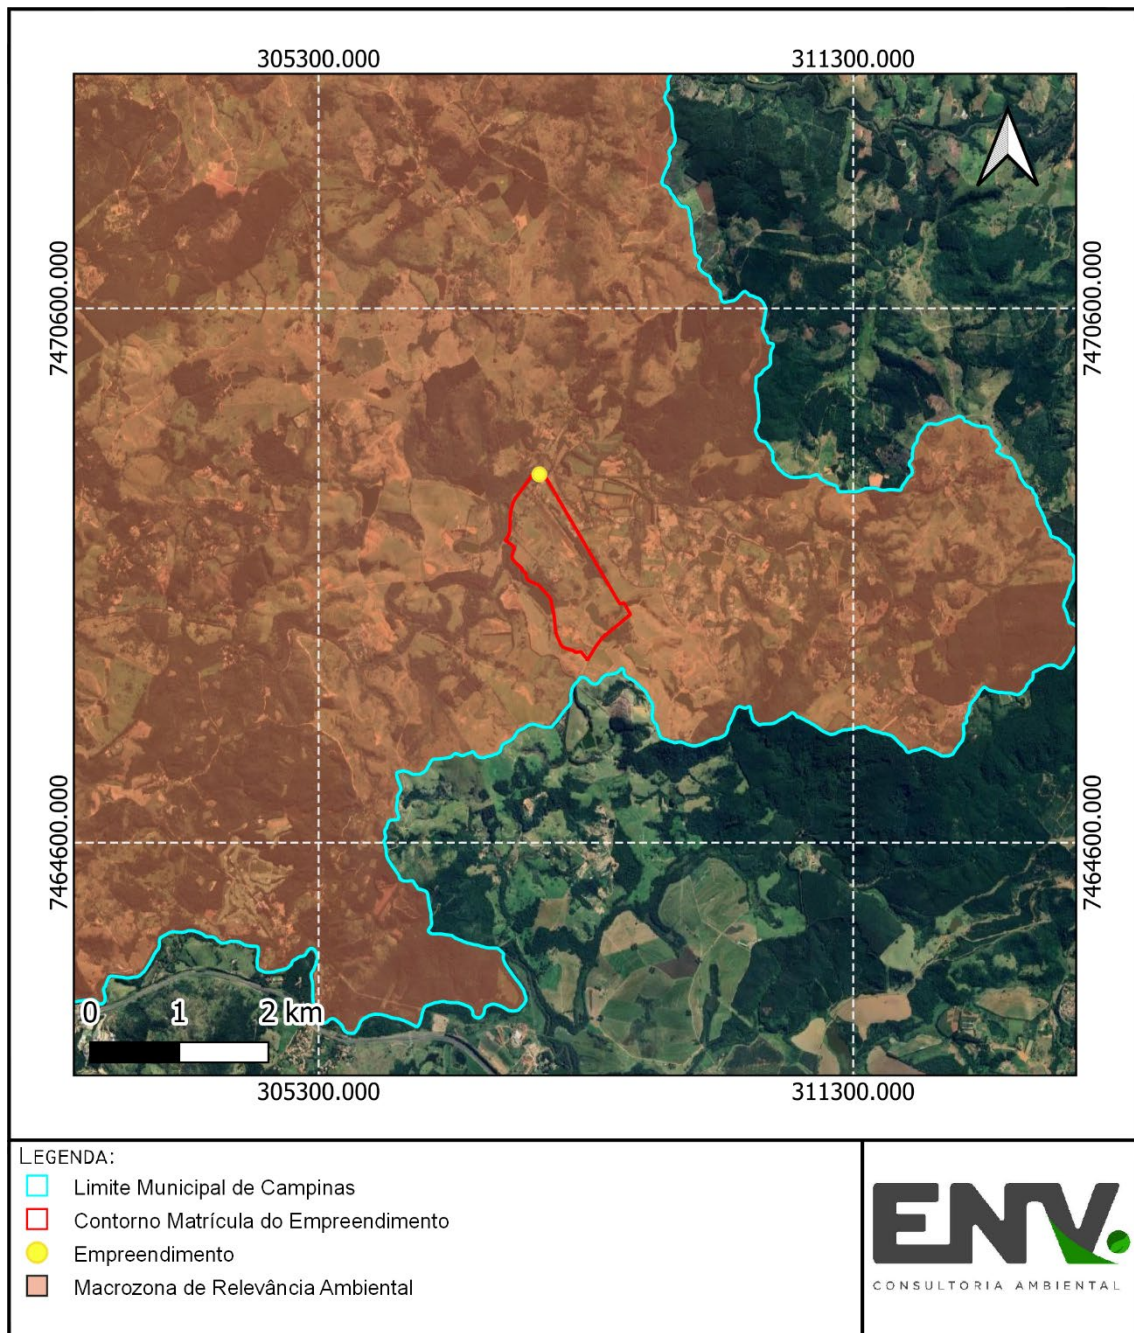 305300.000 311300.000
7470600.000 7470600.000
7464600.000 7464600.000
0 1 2 km
305300.000 311300.000
LEGENDA:
Limite Municipal de Campinas
Contorno Matrícula do Empreendimento
Empreendimento
Macrozona de Relevância Ambiental
ENV.
CONSULTORIA AMBIENTAL